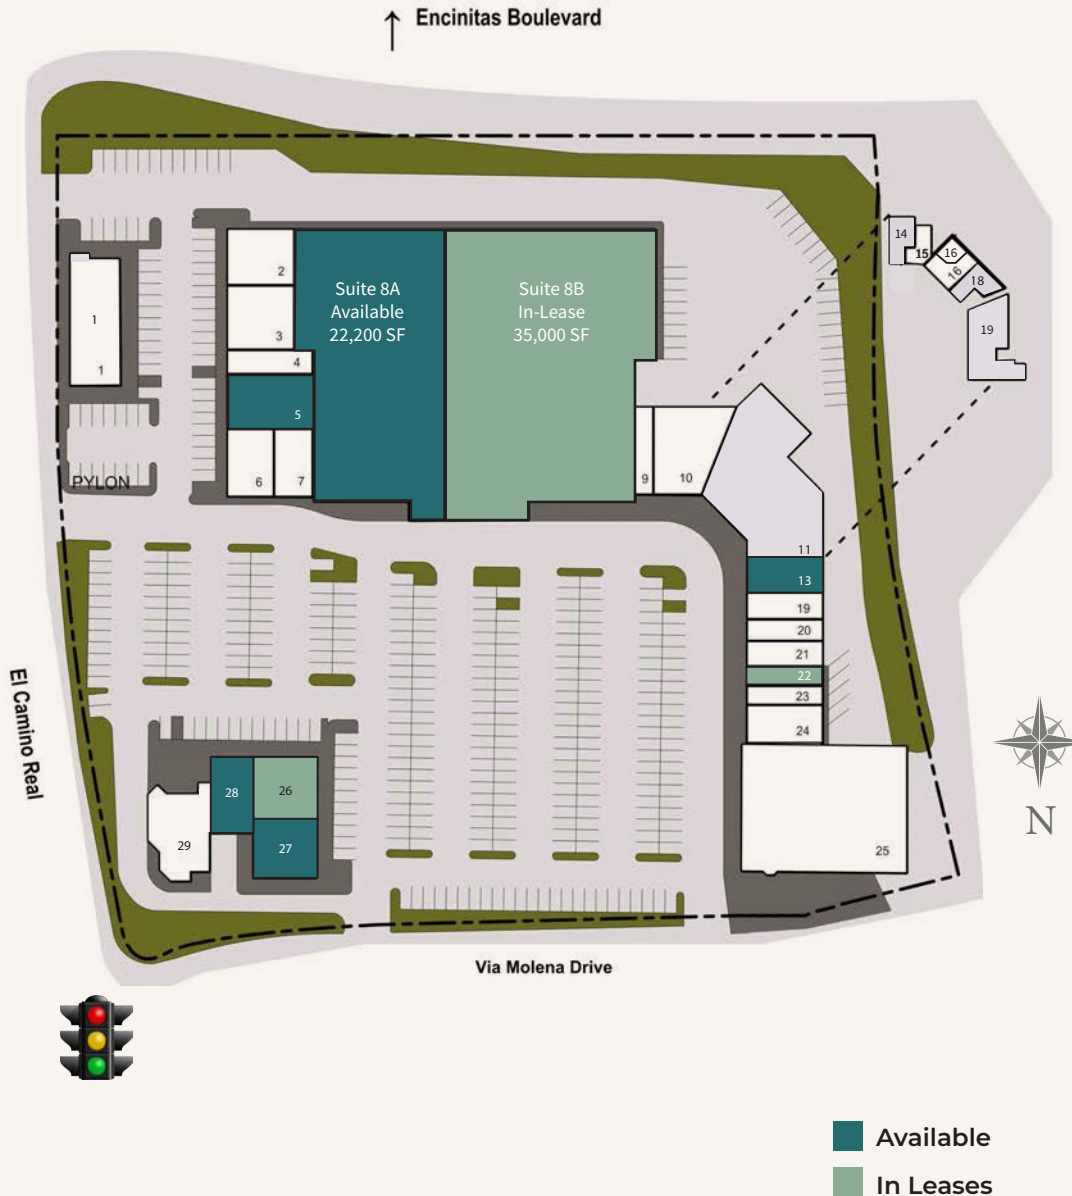 Encinitas Boulevard
14
15
16
16
18
19
1
1
2
3
4
5
6
7
Suite 8A
Available
22,200 SF
Suite 8B
In-Lease
35,000 SF
9
10
11
13
19
20
21
22
23
24
25
PYLON
El Camino Real
28
26
27
29
N
Via Molena Drive
Available
In Leases